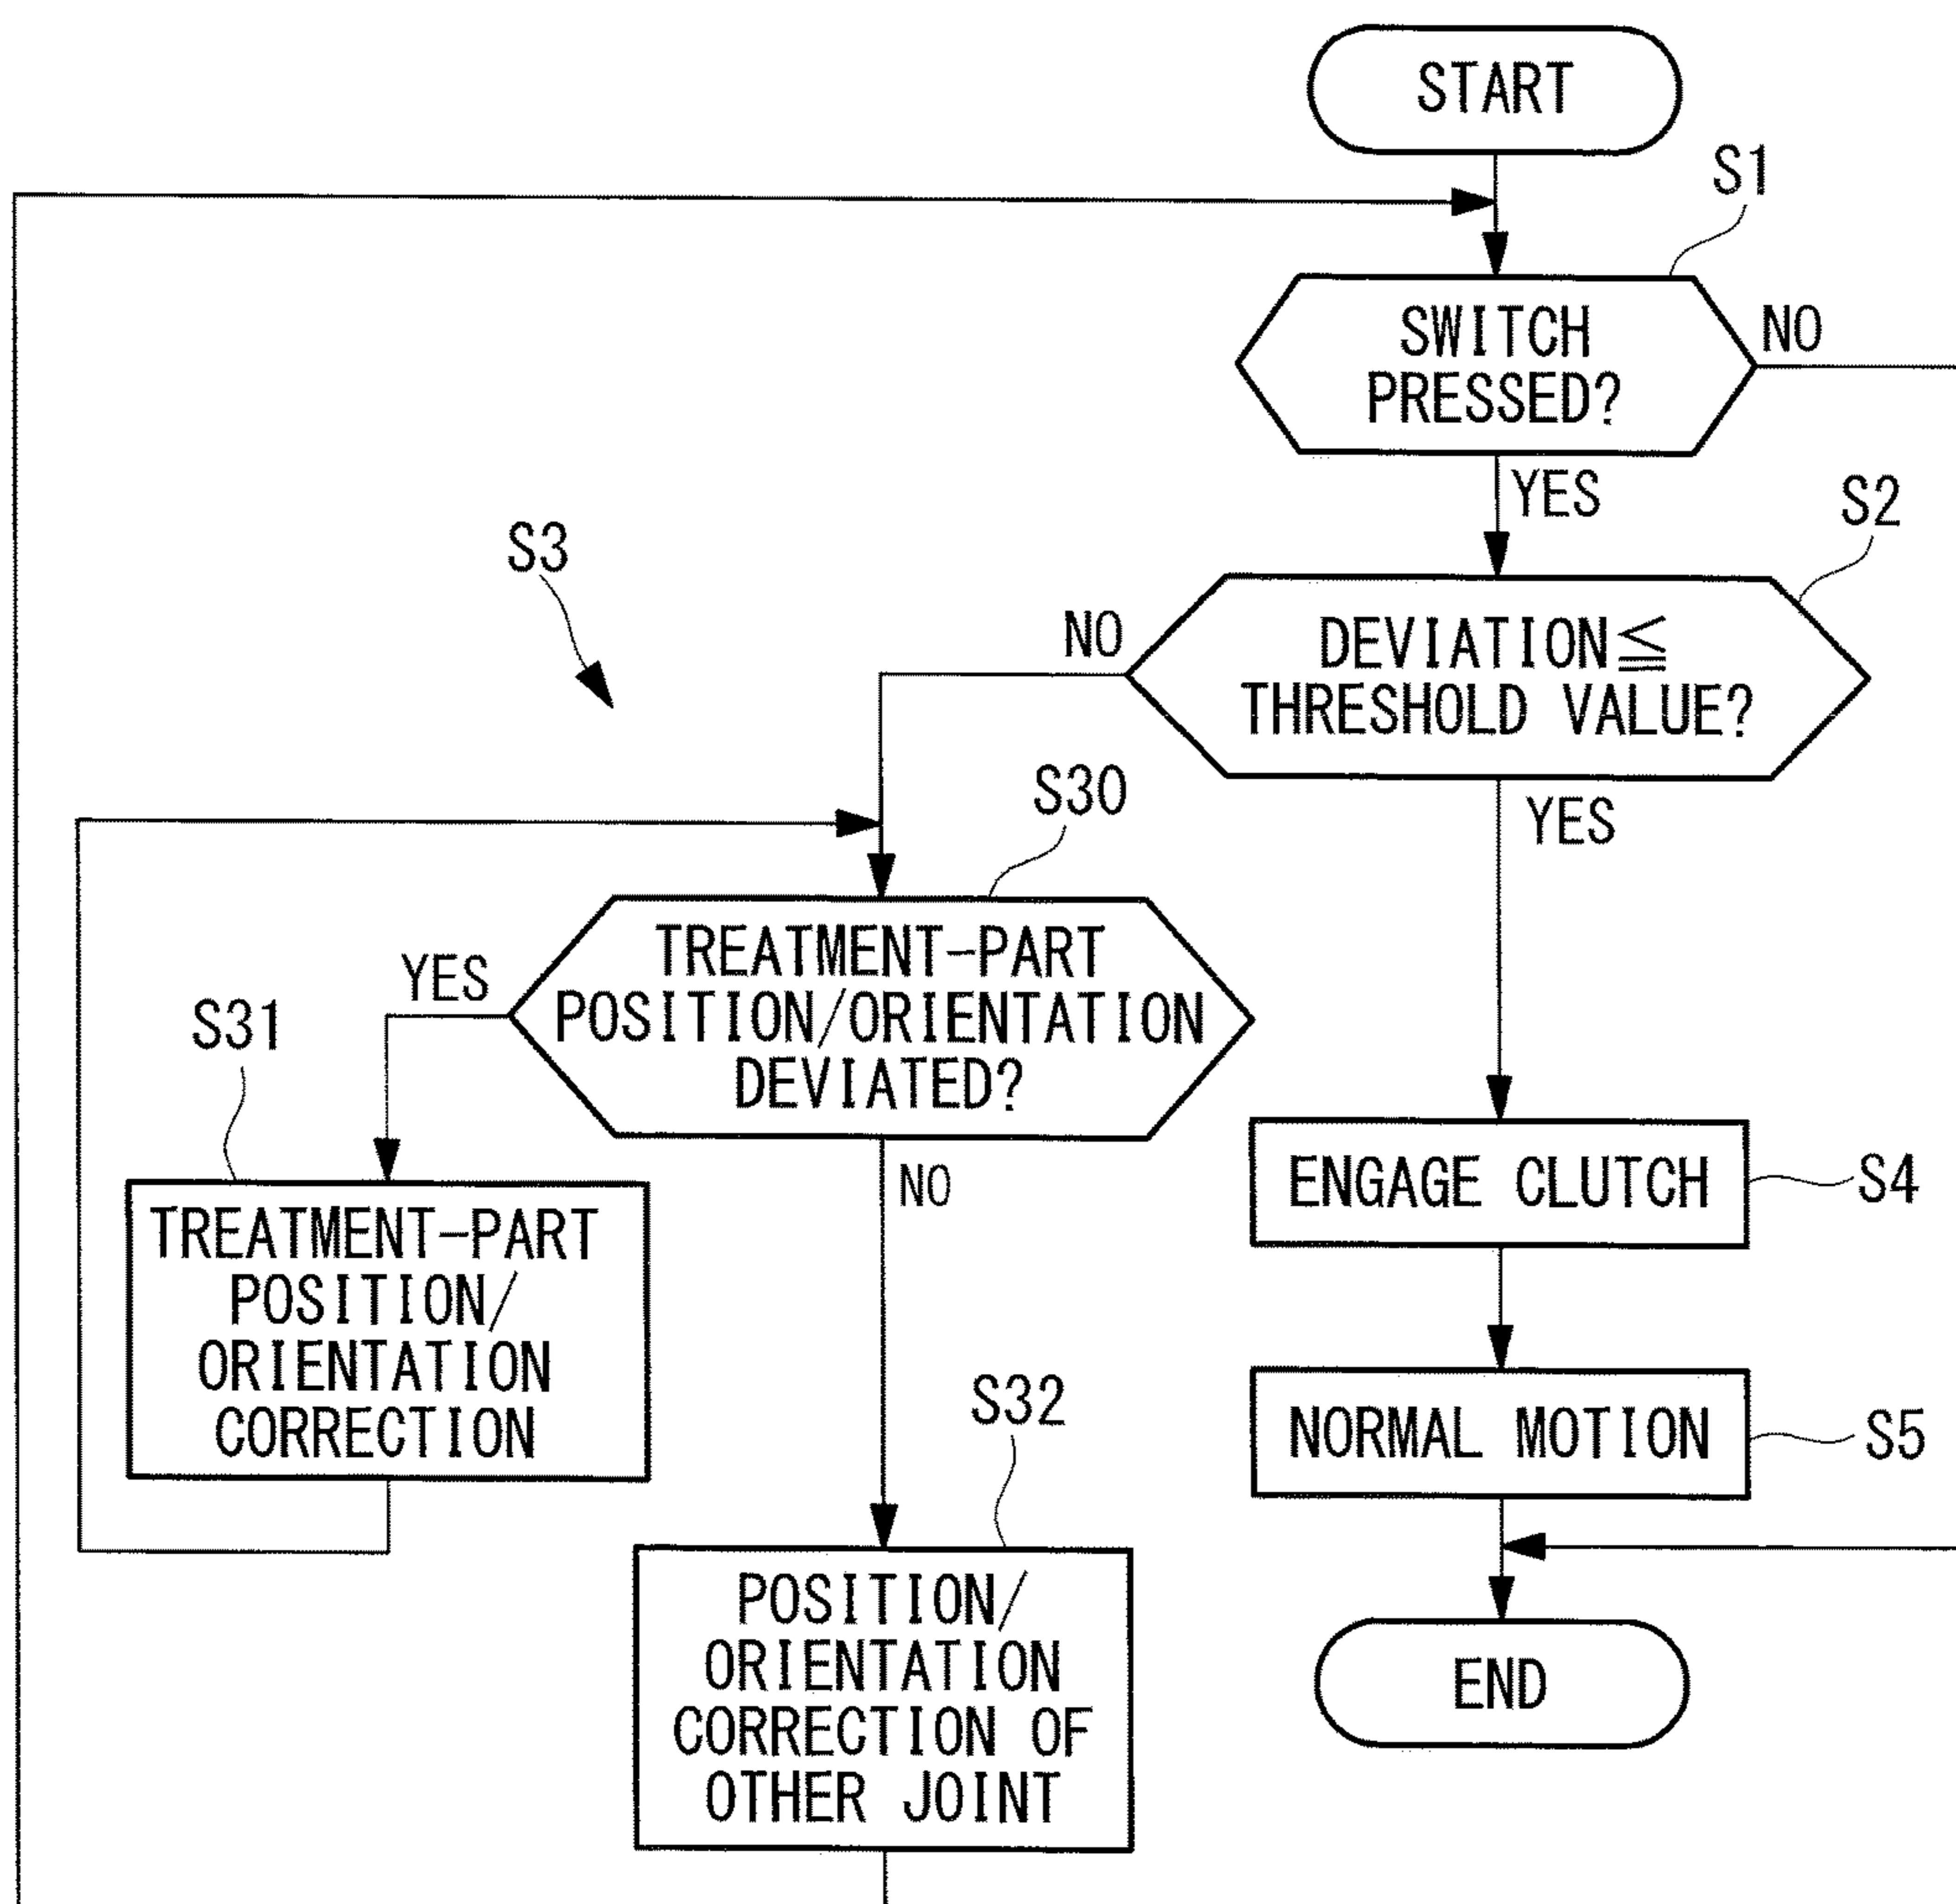 START
S1
SWITCH
PRESSED?
NO
YES
S2
S3
DEVIATION≦
THRESHOLD VALUE?
NO
YES
S30
TREATMENT-PART
POSITION/ORIENTATION
DEVIATED?
YES
NO
S31
TREATMENT-PART
POSITION/
ORIENTATION
CORRECTION
ENGAGE CLUTCH
S4
NORMAL MOTION
S5
S32
POSITION/
ORIENTATION
CORRECTION OF
OTHER JOINT
END